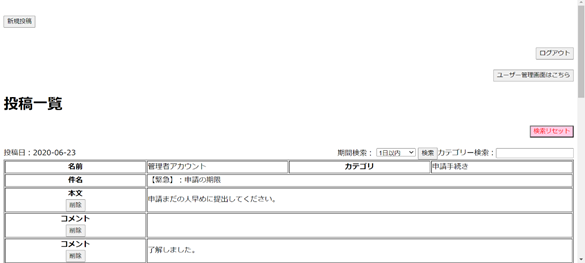 新規投稿
ログアウト
ユーザー管理画面はこちら
投稿一覧
検索リセット
投稿日：2020-06-23 期間検索： 1日以内 検索 カテゴリー検索：
名前 管理者アカウント カテゴリ 申請手続き
件名 【緊急】：申請の期限
本文
削除
申請まだの人早めに提出してください。
コメント
削除
コメント
削除
了解しました。